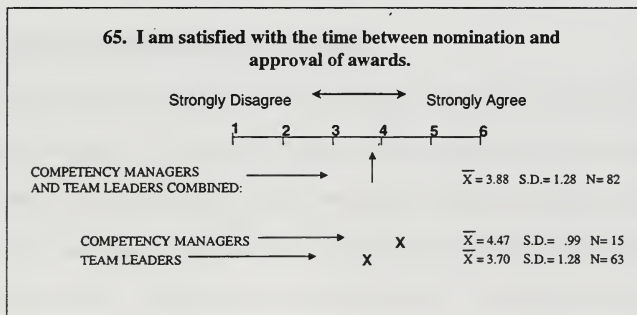 65. I am satisfied with the time between nomination and
approval of awards.
Strongly Disagree Strongly Agree
1 2 3 4 5 6
COMPETENCY MANAGERS
AND TEAM LEADERS COMBINED: X̅ = 3.88 S.D.= 1.28 N= 82
COMPETENCY MANAGERS X X̅ = 4.47 S.D.= .99 N= 15
TEAM LEADERS X X̅ = 3.70 S.D.= 1.28 N= 63